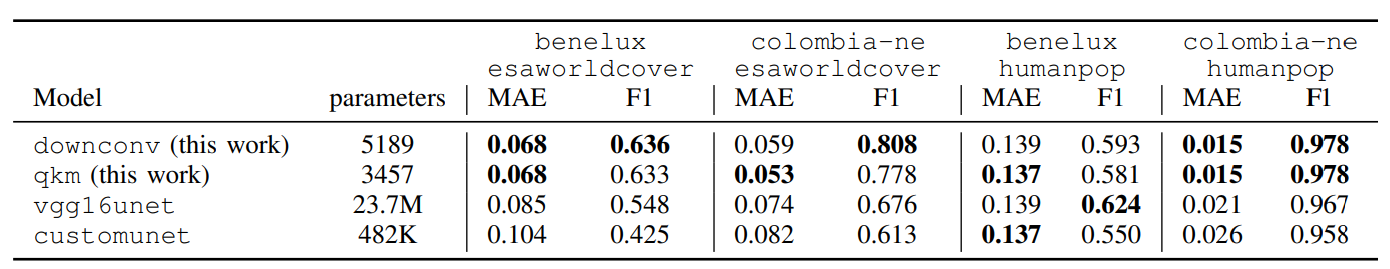 benelux colombia-ne benelux colombia-ne
esaworldcover esaworldcover humanpop humanpop
Model parameters MAE F1 MAE F1 MAE F1 MAE F1
downconv (this work) 5189 0.068 0.636 0.059 0.808 0.139 0.593 0.015 0.978
qkm (this work) 3457 0.068 0.633 0.053 0.778 0.137 0.581 0.015 0.978
vgg16unet 23.7M 0.085 0.548 0.074 0.676 0.139 0.624 0.021 0.967
customunet 482K 0.104 0.425 0.082 0.613 0.137 0.550 0.026 0.958